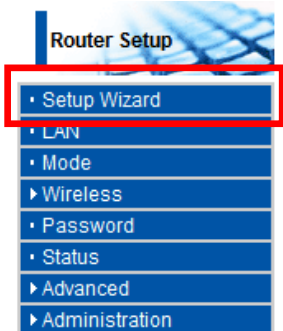 Router Setup
· Setup Wizard
· LAN
· Mode
Wireless
· Password
· Status
Advanced
Administration